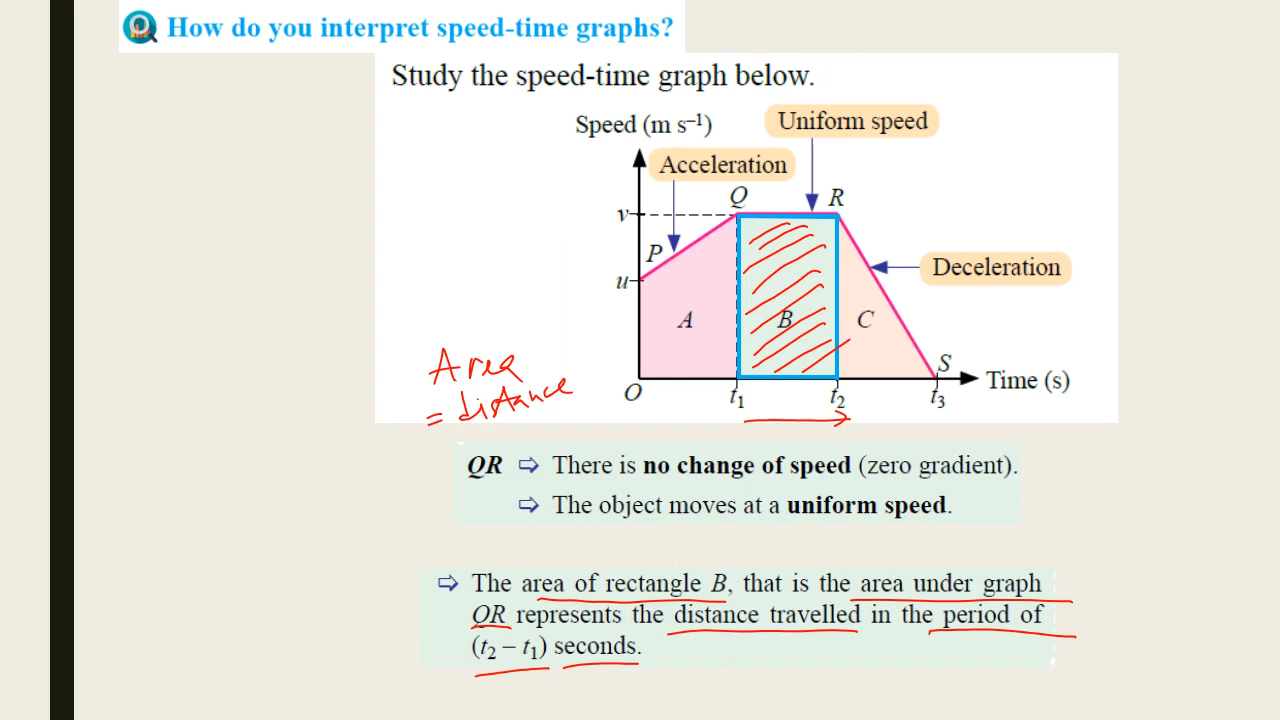 How do you interpret speed-time graphs?
Study the speed-time graph below.
Speed (m s⁻¹)
Uniform speed
Acceleration
Q
R
v
P
Deceleration
u
A
B
C
S
Area
= distance
O
t₁
t₂
t₃
Time (s)
QR ⇨ There is no change of speed (zero gradient).
⇨ The object moves at a uniform speed.
⇨ The area of rectangle B, that is the area under graph
QR represents the distance travelled in the period of
(t₂ – t₁) seconds.